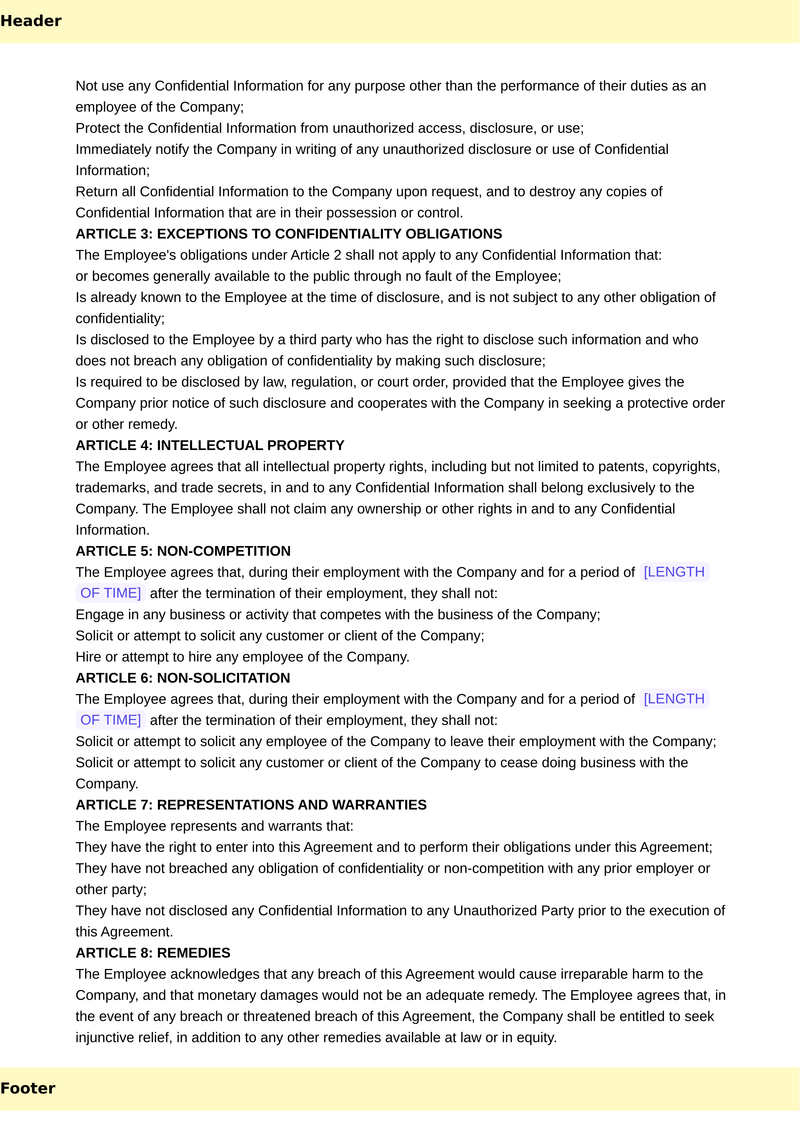 Header
Not use any Confidential Information for any purpose other than the performance of their duties as an
employee of the Company;
Protect the Confidential Information from unauthorized access, disclosure, or use;
Immediately notify the Company in writing of any unauthorized disclosure or use of Confidential
Information;
Return all Confidential Information to the Company upon request, and to destroy any copies of
Confidential Information that are in their possession or control.
ARTICLE 3: EXCEPTIONS TO CONFIDENTIALITY OBLIGATIONS
The Employee's obligations under Article 2 shall not apply to any Confidential Information that:
or becomes generally available to the public through no fault of the Employee;
Is already known to the Employee at the time of disclosure, and is not subject to any other obligation of
confidentiality;
Is disclosed to the Employee by a third party who has the right to disclose such information and who
does not breach any obligation of confidentiality by making such disclosure;
Is required to be disclosed by law, regulation, or court order, provided that the Employee gives the
Company prior notice of such disclosure and cooperates with the Company in seeking a protective order
or other remedy.
ARTICLE 4: INTELLECTUAL PROPERTY
The Employee agrees that all intellectual property rights, including but not limited to patents, copyrights,
trademarks, and trade secrets, in and to any Confidential Information shall belong exclusively to the
Company. The Employee shall not claim any ownership or other rights in and to any Confidential
Information.
ARTICLE 5: NON-COMPETITION
The Employee agrees that, during their employment with the Company and for a period of [LENGTH
OF TIME] after the termination of their employment, they shall not:
Engage in any business or activity that competes with the business of the Company;
Solicit or attempt to solicit any customer or client of the Company;
Hire or attempt to hire any employee of the Company.
ARTICLE 6: NON-SOLICITATION
The Employee agrees that, during their employment with the Company and for a period of [LENGTH
OF TIME] after the termination of their employment, they shall not:
Solicit or attempt to solicit any employee of the Company to leave their employment with the Company;
Solicit or attempt to solicit any customer or client of the Company to cease doing business with the
Company.
ARTICLE 7: REPRESENTATIONS AND WARRANTIES
The Employee represents and warrants that:
They have the right to enter into this Agreement and to perform their obligations under this Agreement;
They have not breached any obligation of confidentiality or non-competition with any prior employer or
other party;
They have not disclosed any Confidential Information to any Unauthorized Party prior to the execution of
this Agreement.
ARTICLE 8: REMEDIES
The Employee acknowledges that any breach of this Agreement would cause irreparable harm to the
Company, and that monetary damages would not be an adequate remedy. The Employee agrees that, in
the event of any breach or threatened breach of this Agreement, the Company shall be entitled to seek
injunctive relief, in addition to any other remedies available at law or in equity.
Footer